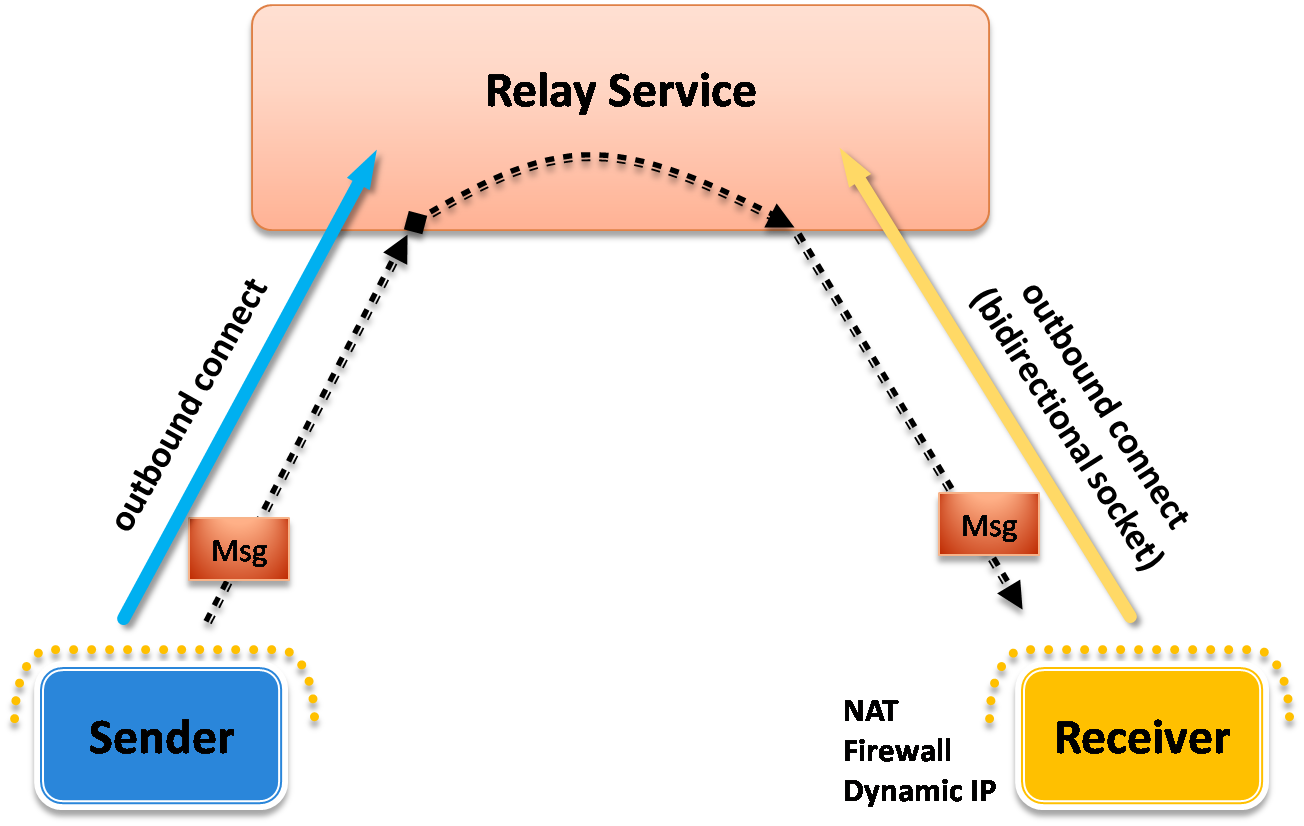 Relay Service
outbound connect
outbound connect
(bidirectional socket)
Msg
Msg
Sender
NAT
Firewall
Dynamic IP
Receiver